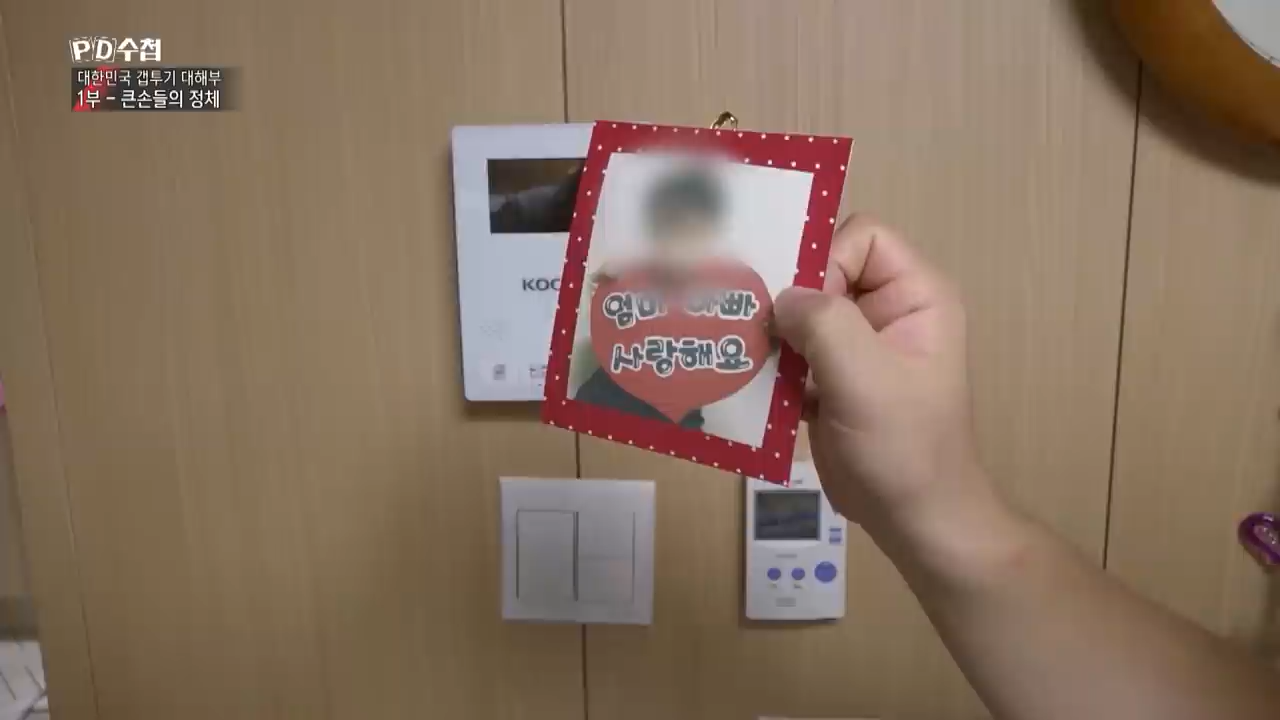 PD수첩
대한민국 갭투기 대해부
1부 - 큰손들의 정체
엄마 아빠
사랑해요